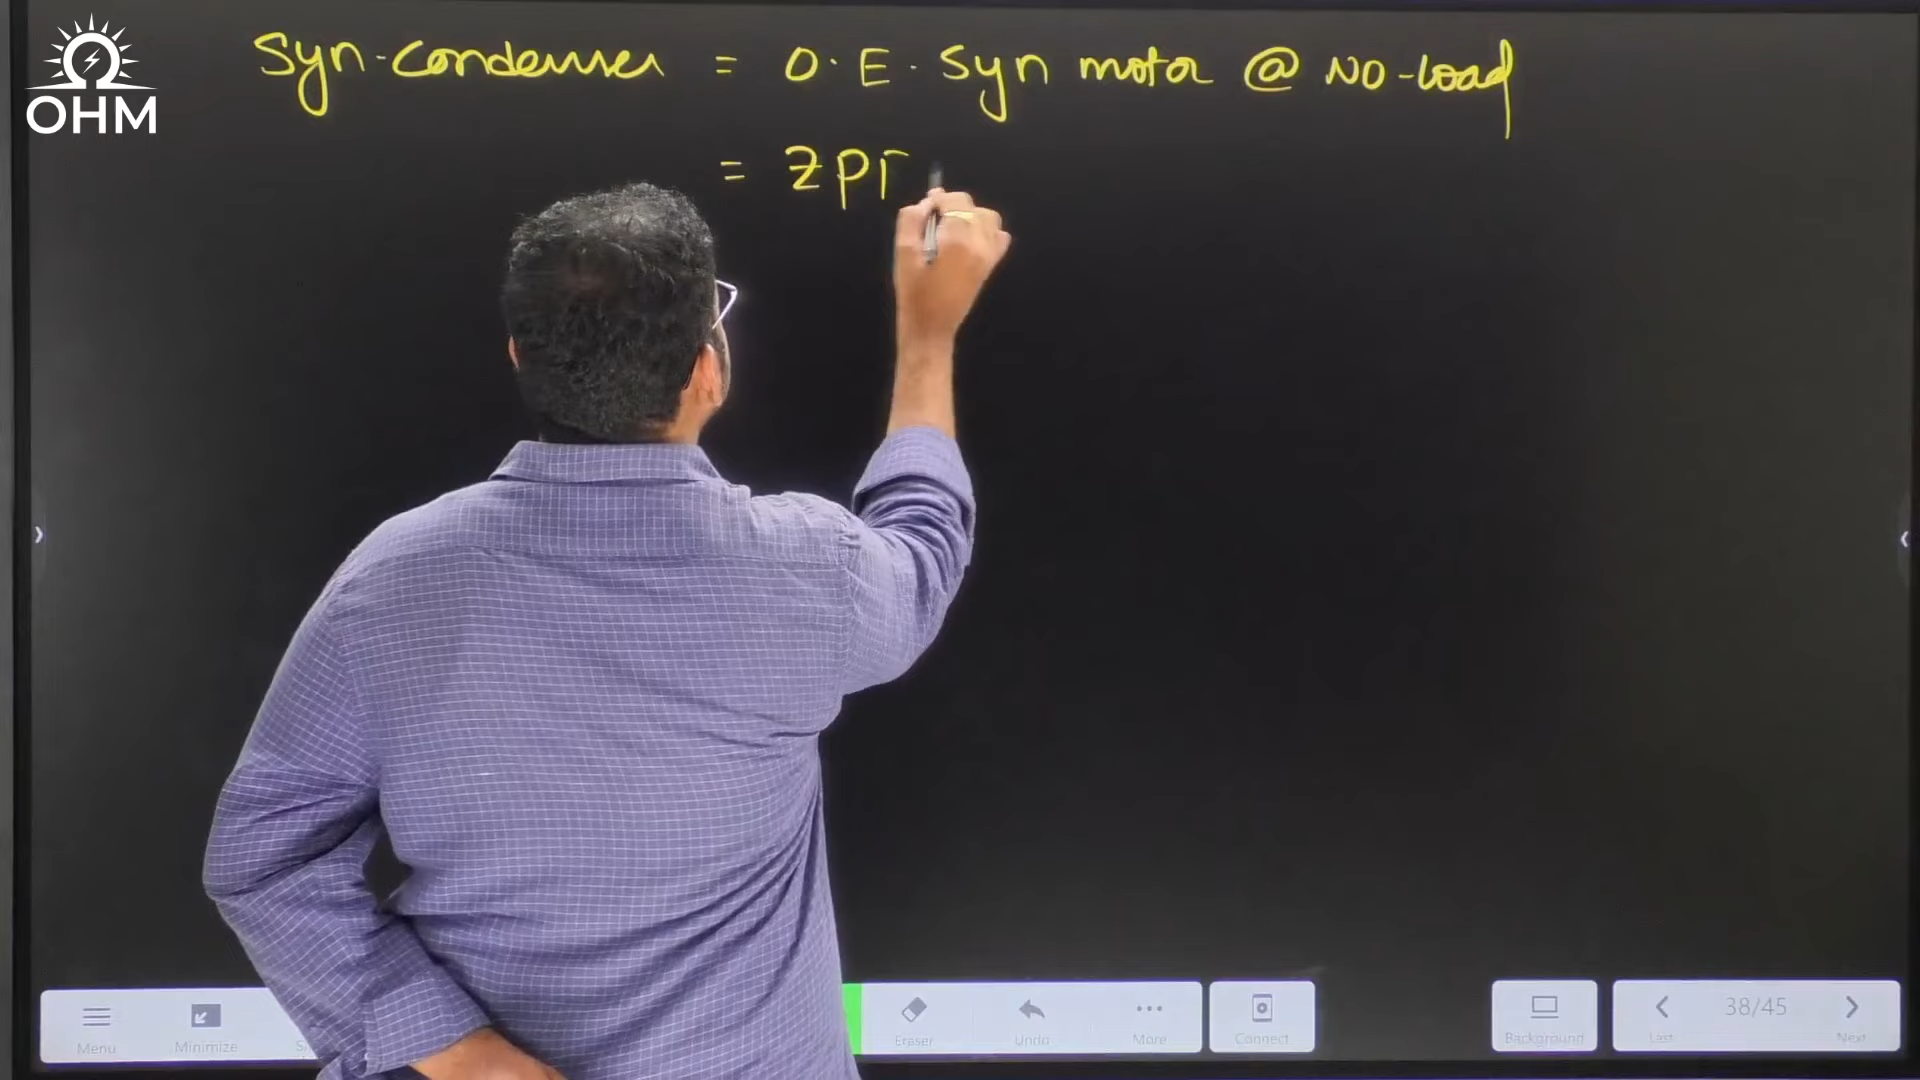 OHM
Syn-condenser = O.E. Syn motor @ NO-Load
= ZPF
Menu
Minimize
Eraser
Undo
More
Connect
Background
Last
38/45
Next